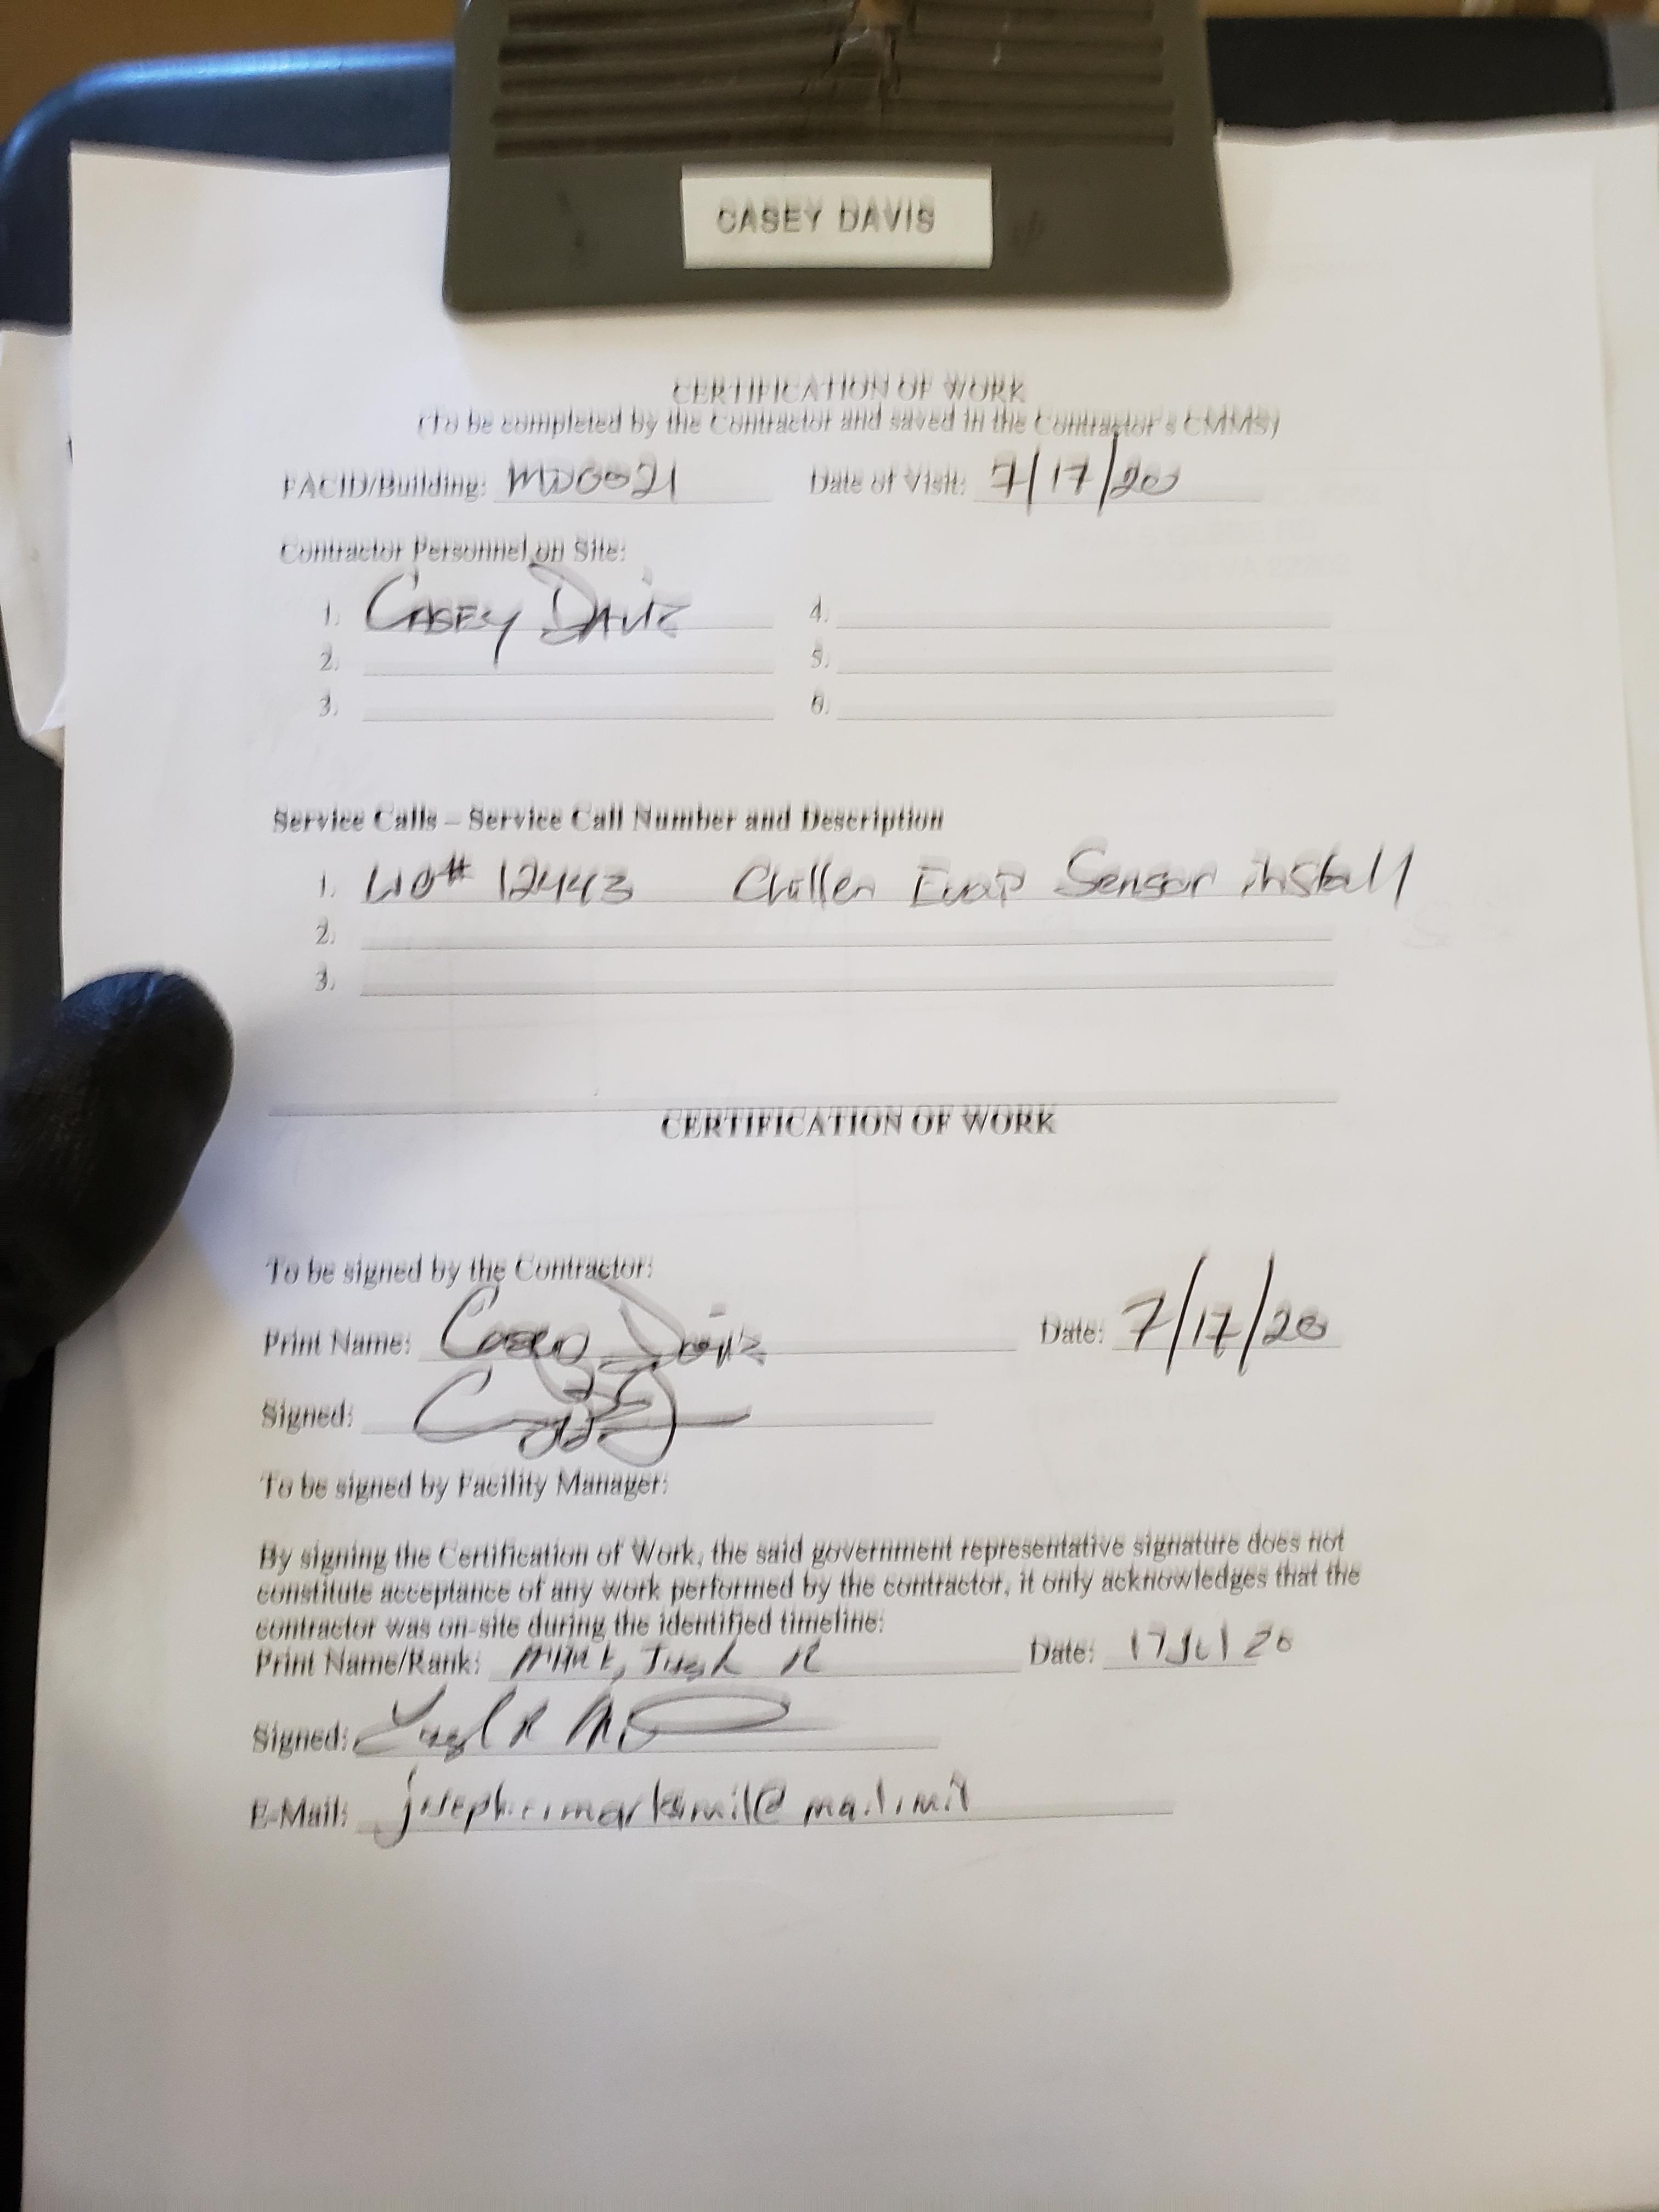 CASEY DAVIS
CERTIFICATION OF WORK
(To be completed by the Contractor and saved in the Contractor's CMMS)
FACID/Building: MD0021 Date of Visit: 7/17/20
Contractor Personnel on Site:
1. CASEY DAVIS 4.
2. 5.
3. 6.
Service Calls – Service Call Number and Description
1. WO# 12443 Chiller Evap Sensor install
2.
3.
CERTIFICATION OF WORK
To be signed by the Contractor:
Print Name: Casey Davis Date: 7/17/20
Signed:
To be signed by Facility Manager:
By signing the Certification of Work, the said government representative signature does not
constitute acceptance of any work performed by the contractor, it only acknowledges that the
contractor was on-site during the identified timeline:
Print Name/Rank: Date: 17 Jul 20
Signed:
E-Mail: